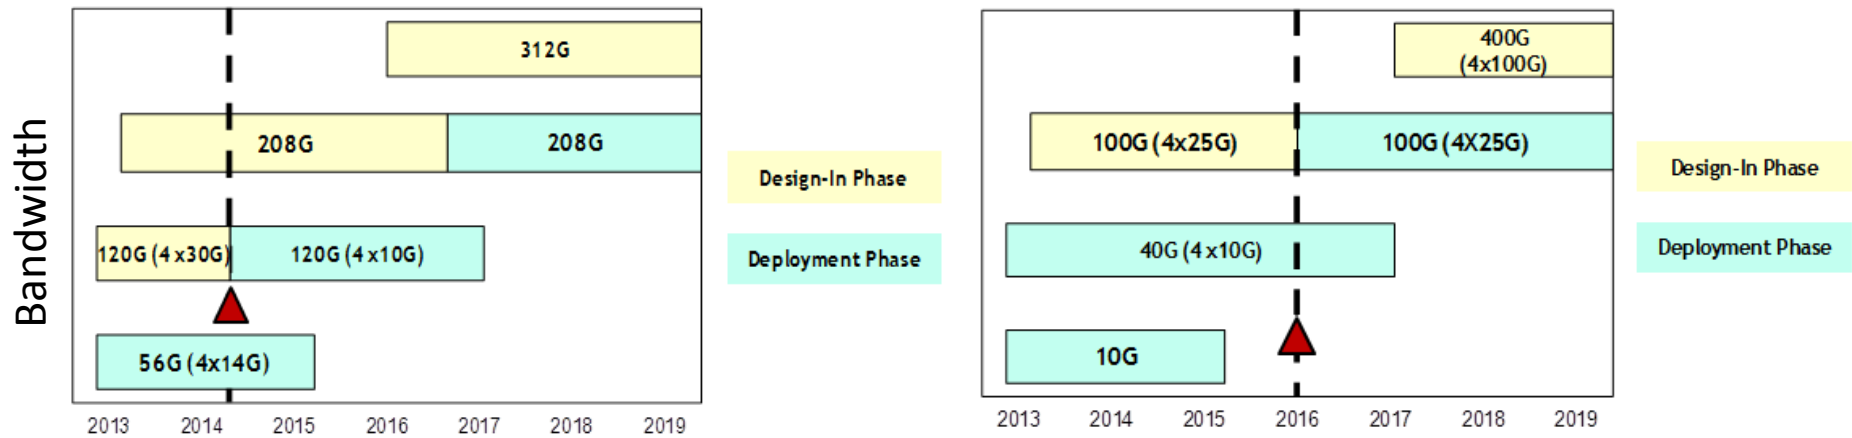 Bandwidth
312G
208G
208G
120G (4x30G)
120G (4x10G)
56G (4x14G)
2013 2014 2015 2016 2017 2018 2019
Design-In Phase
Deployment Phase
400G
(4x100G)
100G (4x25G)
100G (4X25G)
40G (4x10G)
10G
2013 2014 2015 2016 2017 2018 2019
Design-In Phase
Deployment Phase